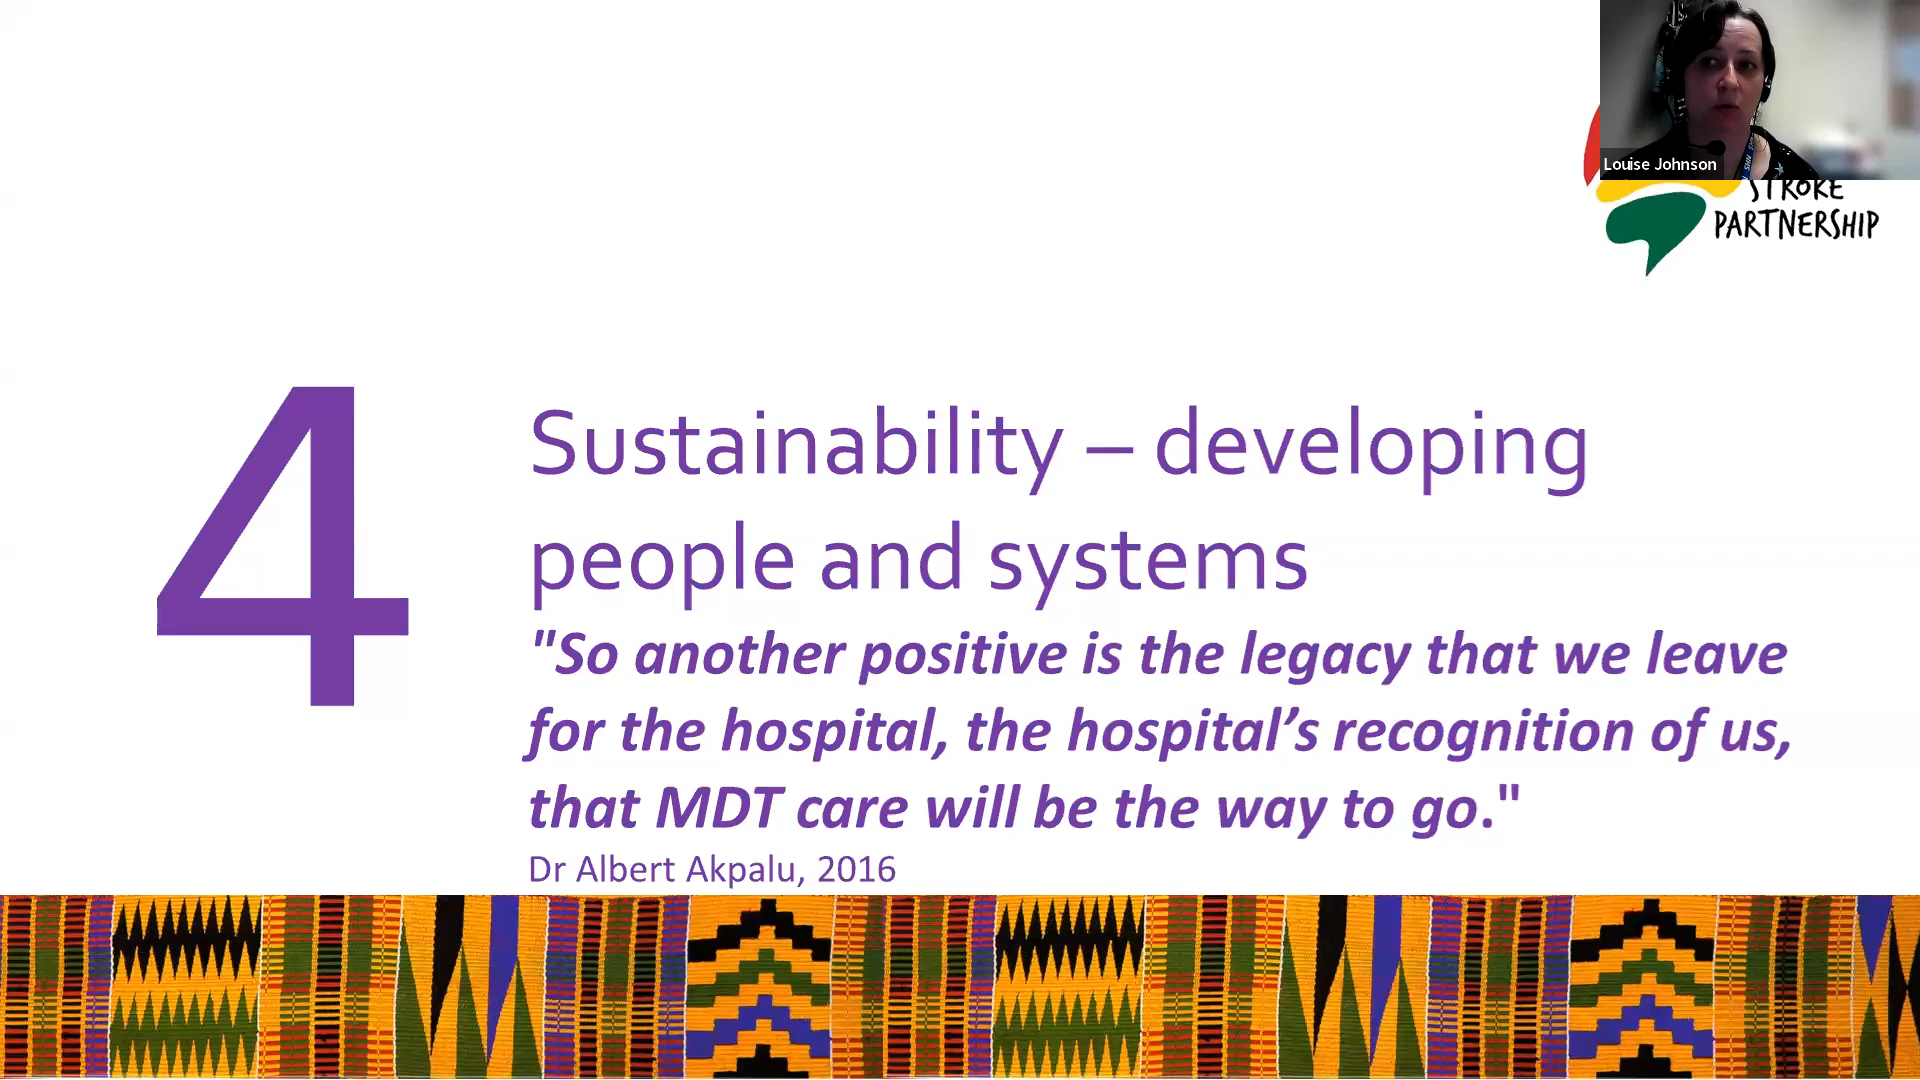 Louise Johnson
STROKE
PARTNERSHIP
4
Sustainability – developing
people and systems
"So another positive is the legacy that we leave
for the hospital, the hospital’s recognition of us,
that MDT care will be the way to go."
Dr Albert Akpalu, 2016